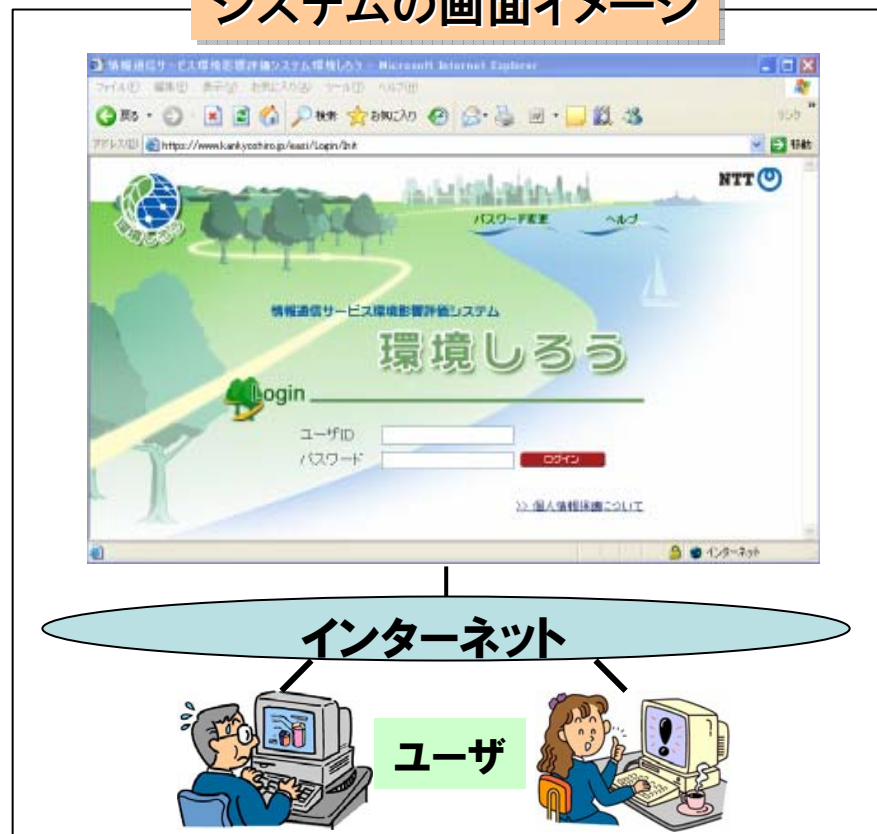 システムの画面イメージ
情報通信サービス環境影響評価システム環境しろう - Microsoft Internet Explorer
ファイル(F) 編集(E) 表示(V) お気に入り(A) ツール(T) ヘルプ(H)
戻る 検索 お気に入り リンク
アドレス(D) https://www.kankyoshiro.jp/easi/Login/Init 移動
NTT
パスワード変更 ヘルプ
環境しろう
情報通信サービス環境影響評価システム
環境しろう
Login
ユーザID
パスワード ログイン
>> 個人情報保護について
インターネット
インターネット
ユーザ